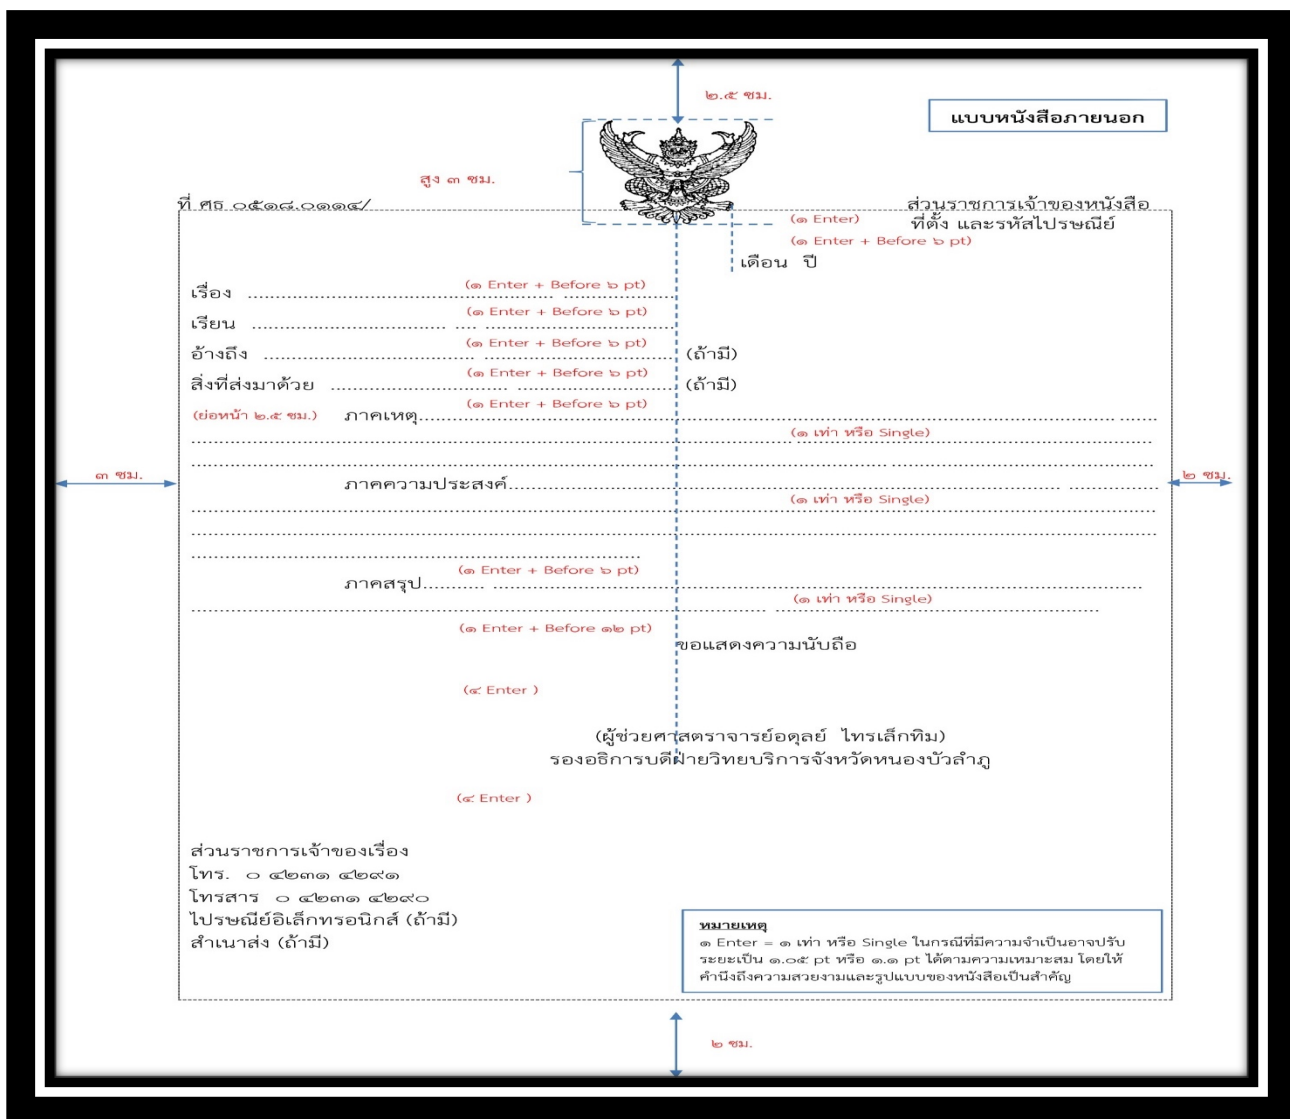 ๒.๕ ซม.
แบบหนังสือภายนอก
สูง ๓ ซม.
ที่ ศธ ๐๕๑๘.๐๑๑๔/
ส่วนราชการเจ้าของหนังสือ
(๑ Enter)
ที่ตั้ง และรหัสไปรษณีย์
(๑ Enter + Before ๖ pt)
เดือน ปี
(๑ Enter + Before ๖ pt)
เรื่อง ........................................................................
(๑ Enter + Before ๖ pt)
เรียน ........................................................................
(๑ Enter + Before ๖ pt)
อ้างถึง ........................................................................ (ถ้ามี)
(๑ Enter + Before ๖ pt)
สิ่งที่ส่งมาด้วย ............................................................ (ถ้ามี)
(๑ Enter + Before ๖ pt)
(ย่อหน้า ๒.๕ ซม.) ภาคเหตุ........................................................................
(๑ เท่า หรือ Single)
๓ ซม.
๒ ซม.
ภาคความประสงค์........................................................................
(๑ เท่า หรือ Single)
(๑ Enter + Before ๖ pt)
ภาคสรุป........................................................................
(๑ เท่า หรือ Single)
(๑ Enter + Before ๑๒ pt)
ขอแสดงความนับถือ
(๔ Enter )
(ผู้ช่วยศาสตราจารย์อดุลย์ ไทรเล็กทิม)
รองอธิการบดีฝ่ายวิทยบริการจังหวัดหนองบัวลำภู
(๔ Enter )
ส่วนราชการเจ้าของเรื่อง
โทร. ๐ ๔๒๓๑ ๔๒๙๑
โทรสาร ๐ ๔๒๓๑ ๔๒๙๐
ไปรษณีย์อิเล็กทรอนิกส์ (ถ้ามี)
สำเนาส่ง (ถ้ามี)
หมายเหตุ
๑ Enter = ๑ เท่า หรือ Single ในกรณีที่มีความจำเป็นอาจปรับ
ระยะเป็น ๑.๐๕ pt หรือ ๑.๑ pt ได้ตามความเหมาะสม โดยให้
คำนึงถึงความสวยงามและรูปแบบของหนังสือเป็นสำคัญ
๒ ซม.